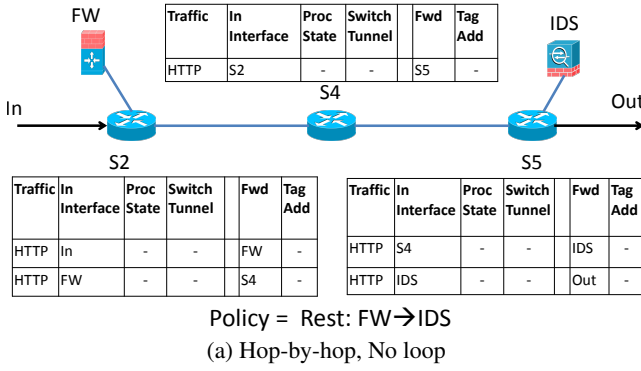 FW
IDS
Traffic In Interface Proc State Switch Tunnel Fwd Tag Add
HTTP S2 - - S5 -
S4
In
Out
S2
S5
Traffic In Interface Proc State Switch Tunnel Fwd Tag Add
HTTP In - - FW -
HTTP FW - - S4 -
Traffic In Interface Proc State Switch Tunnel Fwd Tag Add
HTTP S4 - - IDS -
HTTP IDS - - Out -
Policy = Rest: FW→IDS
(a) Hop-by-hop, No loop